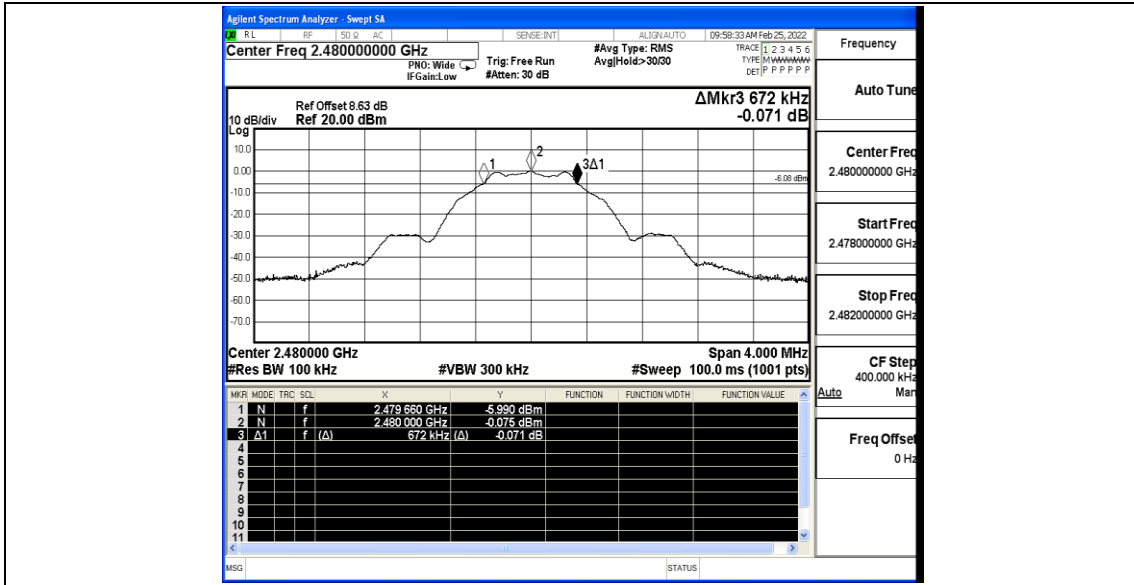 Agilent Spectrum Analyzer - Swept SA
LXI RL RF 50 Ω AC SENSE:INT ALIGN AUTO 09:58:33 AM Feb 25, 2022
Center Freq 2.480000000 GHz
PNO: Wide
IFGain:Low
Trig: Free Run
#Atten: 30 dB
#Avg Type: RMS
Avg|Hold:>30/30
TRACE 1 2 3 4 5 6
TYPE MWWWWW
DET P P P P P P
Ref Offset 8.63 dB
10 dB/div Ref 20.00 dBm
Log
ΔMkr3 672 kHz
-0.071 dB
10.0
0.00
-10.0
-20.0
-30.0
-40.0
-50.0
-60.0
-70.0
1
2
3Δ1
-6.08 dBm
Center 2.480000 GHz Span 4.000 MHz
#Res BW 100 kHz #VBW 300 kHz #Sweep 100.0 ms (1001 pts)
MKR MODE TRC SCL X Y FUNCTION FUNCTION WIDTH FUNCTION VALUE
1 N f 2.479 660 GHz -5.990 dBm
2 N f 2.480 000 GHz -0.075 dBm
3 Δ1 f (Δ) 672 kHz (Δ) -0.071 dB
4
5
6
7
8
9
10
11
MSG STATUS
Frequency
Auto Tune
Center Freq
2.480000000 GHz
Start Freq
2.478000000 GHz
Stop Freq
2.482000000 GHz
CF Step
400.000 kHz
Auto Man
Freq Offset
0 Hz